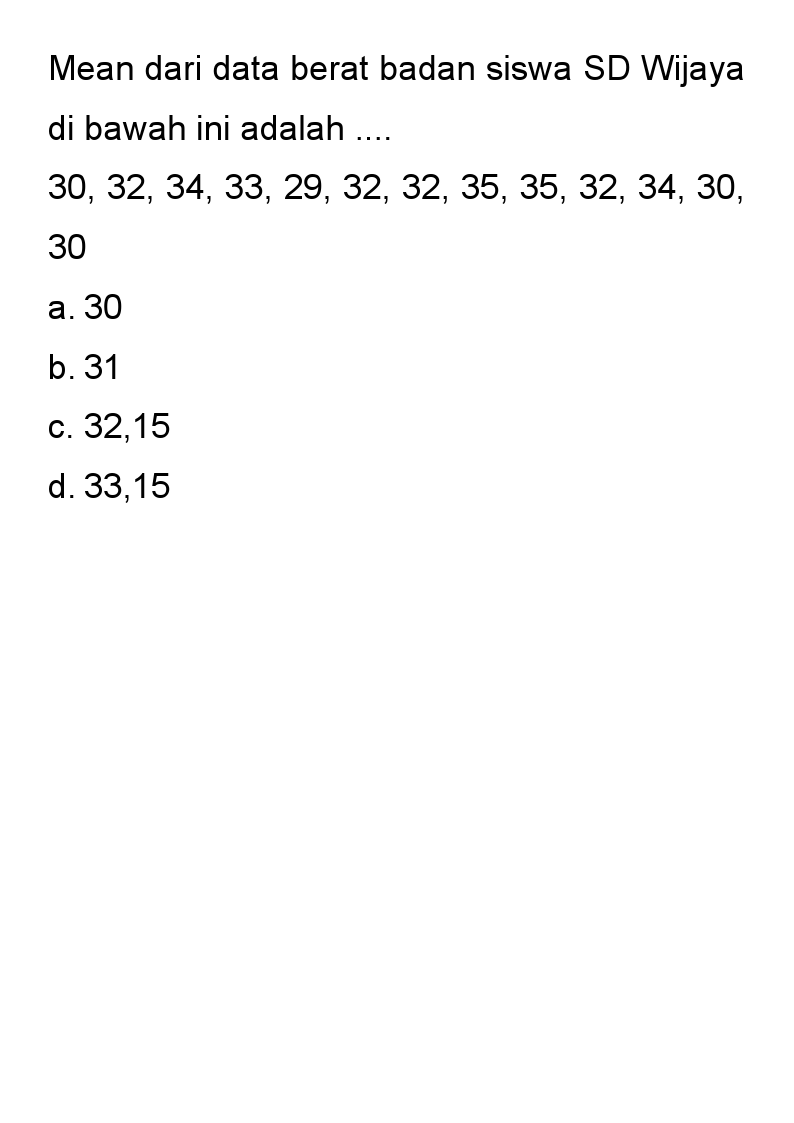 Mean dari data berat badan siswa SD Wijaya
di bawah ini adalah ....
30, 32, 34, 33, 29, 32, 32, 35, 35, 32, 34, 30,
30
a. 30
b. 31
c. 32,15
d. 33,15